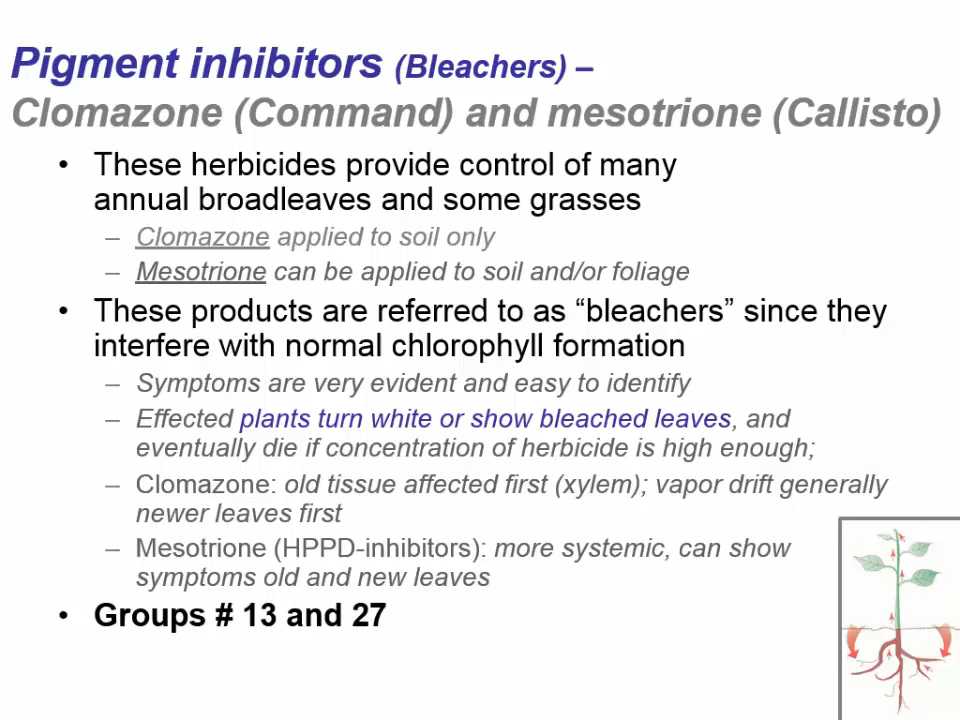 Pigment inhibitors (Bleachers) –
Clomazone (Command) and mesotrione (Callisto)
• These herbicides provide control of many
annual broadleaves and some grasses
– Clomazone applied to soil only
– Mesotrione can be applied to soil and/or foliage
• These products are referred to as “bleachers” since they
interfere with normal chlorophyll formation
– Symptoms are very evident and easy to identify
– Effected plants turn white or show bleached leaves, and
eventually die if concentration of herbicide is high enough;
– Clomazone: old tissue affected first (xylem); vapor drift generally
newer leaves first
– Mesotrione (HPPD-inhibitors): more systemic, can show
symptoms old and new leaves
• Groups # 13 and 27